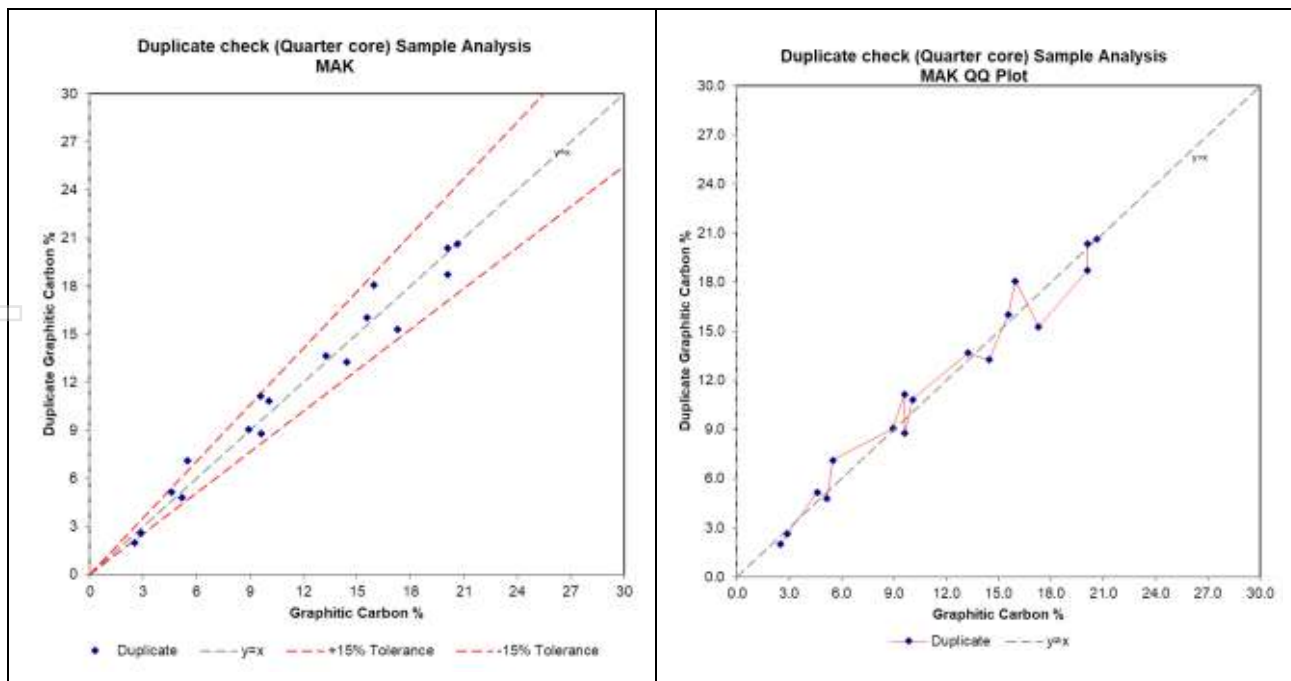 Duplicate check (Quarter core) Sample Analysis
MAK
30
27
24
21
18
15
12
9
6
3
0
Duplicate Graphitic Carbon %
y=x
0 3 6 9 12 15 18 21 24 27 30
Graphitic Carbon %
Duplicate y=x +15% Tolerance -15% Tolerance
Duplicate check (Quarter core) Sample Analysis
MAK QQ Plot
30.0
27.0
24.0
21.0
18.0
15.0
12.0
9.0
6.0
3.0
0.0
Duplicate Graphitic Carbon %
y=x
0.0 3.0 6.0 9.0 12.0 15.0 18.0 21.0 24.0 27.0 30.0
Graphitic Carbon %
Duplicate y=x